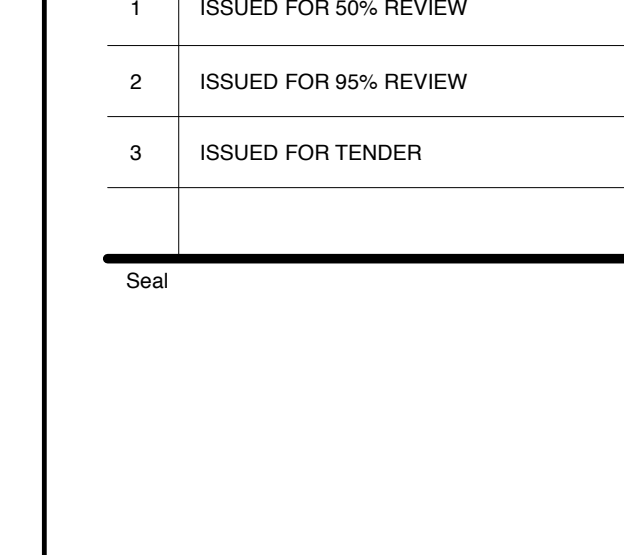 1 ISSUED FOR 50% REVIEW
2 ISSUED FOR 95% REVIEW
3 ISSUED FOR TENDER
Seal